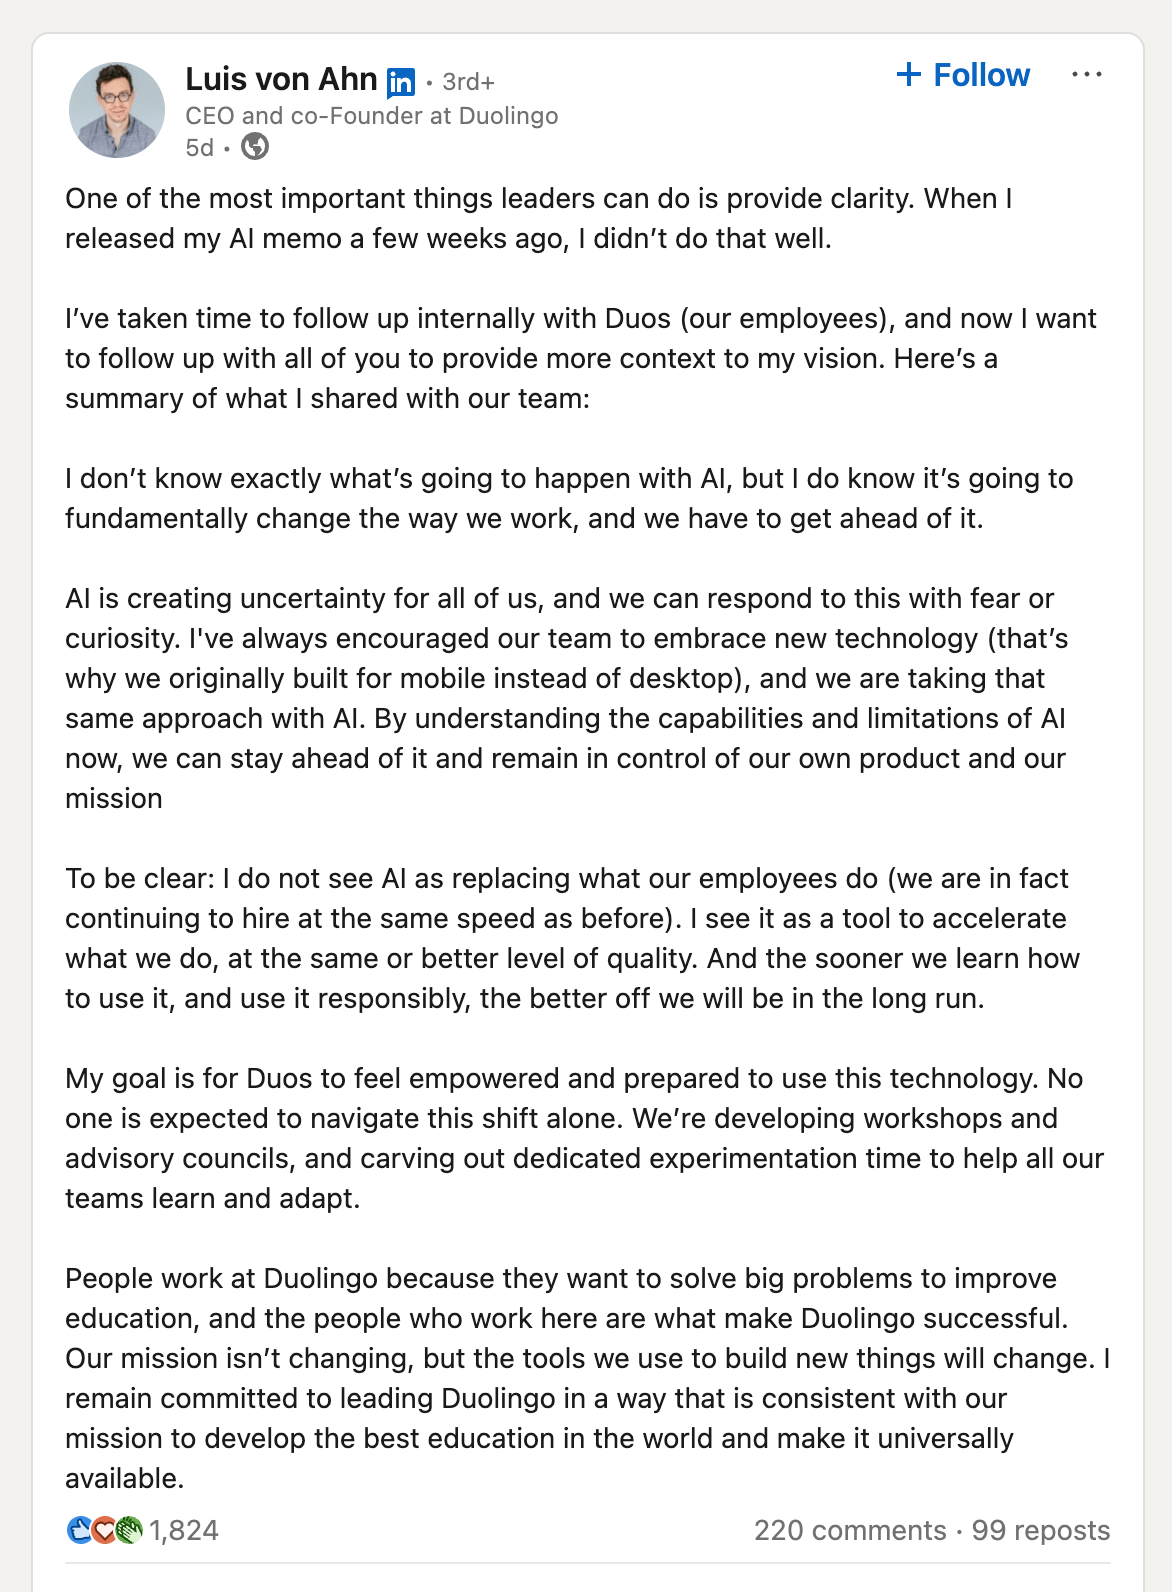 Luis von Ahn in · 3rd+
+ Follow ···
CEO and co-Founder at Duolingo
5d ·
One of the most important things leaders can do is provide clarity. When I
released my AI memo a few weeks ago, I didn’t do that well.
I’ve taken time to follow up internally with Duos (our employees), and now I want
to follow up with all of you to provide more context to my vision. Here’s a
summary of what I shared with our team:
I don’t know exactly what’s going to happen with AI, but I do know it’s going to
fundamentally change the way we work, and we have to get ahead of it.
AI is creating uncertainty for all of us, and we can respond to this with fear or
curiosity. I've always encouraged our team to embrace new technology (that’s
why we originally built for mobile instead of desktop), and we are taking that
same approach with AI. By understanding the capabilities and limitations of AI
now, we can stay ahead of it and remain in control of our own product and our
mission
To be clear: I do not see AI as replacing what our employees do (we are in fact
continuing to hire at the same speed as before). I see it as a tool to accelerate
what we do, at the same or better level of quality. And the sooner we learn how
to use it, and use it responsibly, the better off we will be in the long run.
My goal is for Duos to feel empowered and prepared to use this technology. No
one is expected to navigate this shift alone. We’re developing workshops and
advisory councils, and carving out dedicated experimentation time to help all our
teams learn and adapt.
People work at Duolingo because they want to solve big problems to improve
education, and the people who work here are what make Duolingo successful.
Our mission isn’t changing, but the tools we use to build new things will change. I
remain committed to leading Duolingo in a way that is consistent with our
mission to develop the best education in the world and make it universally
available.
1,824
220 comments · 99 reposts